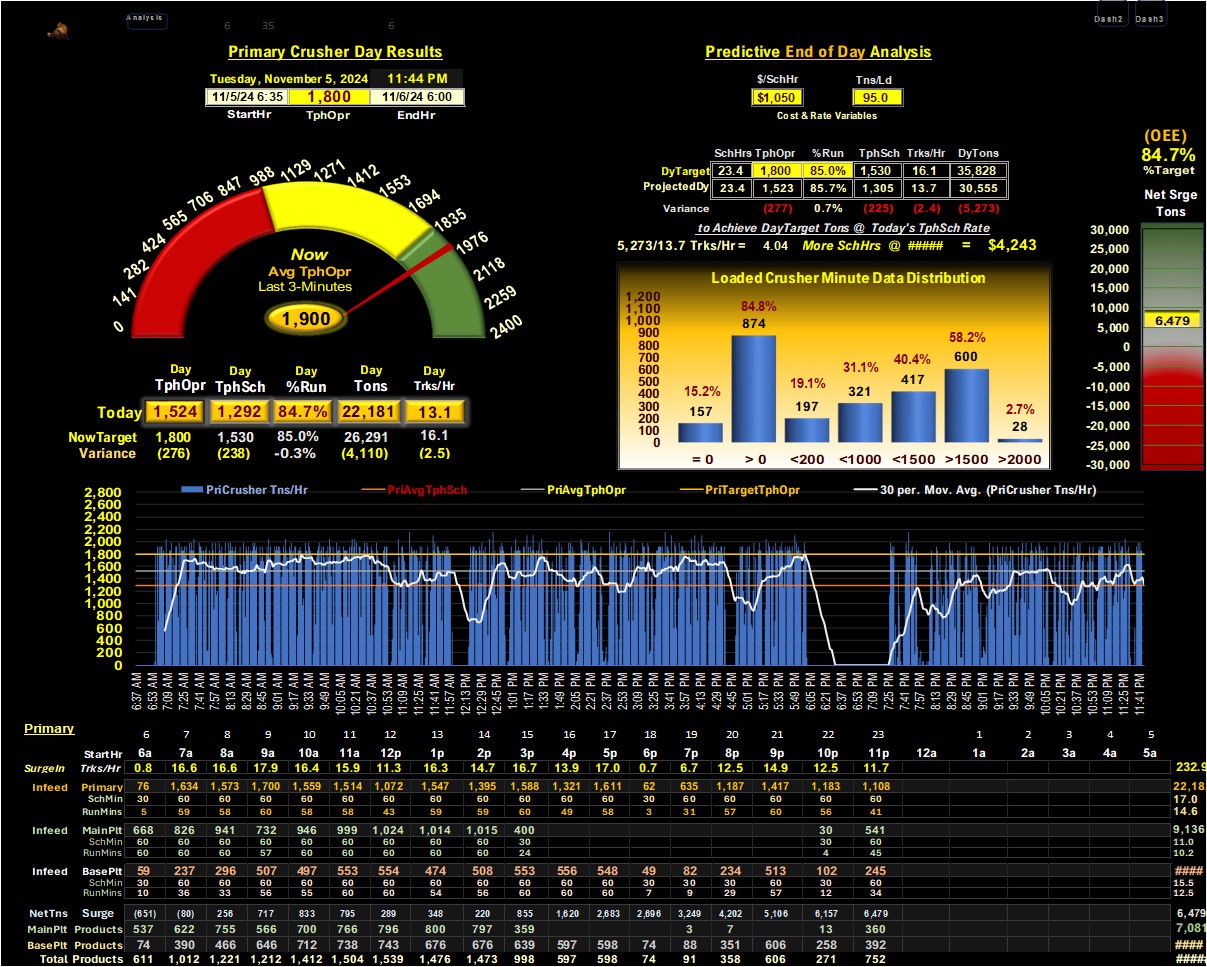 Analysis 6 35 6 Dash2 Dash3
Primary Crusher Day Results
Tuesday, November 5, 2024 11:44 PM
11/5/24 6:35 1,800 11/6/24 6:00
StartHr TphOpr EndHr
0 141 282 424 565 706 847 988 1129 1271 1412 1553 1694 1835 1976 2118 2259 2400
Now
Avg TphOpr
Last 3-Minutes
1,900
Day Day Day Day Day
TphOpr TphSch %Run Tons Trks/Hr
Today 1,524 1,292 84.7% 22,181 13.1
NowTarget 1,800 1,530 85.0% 26,291 16.1
Variance (276) (238) -0.3% (4,110) (2.5)
Predictive End of Day Analysis
$/SchHr Tns/Ld
$1,050 95.0
Cost & Rate Variables
SchHrs TphOpr %Run TphSch Trks/Hr DyTons
DyTarget 23.4 1,800 85.0% 1,530 16.1 35,828
ProjectedDy 23.4 1,523 85.7% 1,305 13.7 30,555
Variance (277) 0.7% (225) (2.4) (5,273)
to Achieve DayTarget Tons @ Today's TphSch Rate
5,273/13.7 Trks/Hr= 4.04 More SchHrs @ ##### = $4,243
Loaded Crusher Minute Data Distribution
1,200
1,100
1,000
900
800
700
600
500
400
300
200
100
0
15.2% 84.8% 19.1% 31.1% 40.4% 58.2% 2.7%
157 874 197 321 417 600 28
= 0 > 0 <200 <1000 <1500 >1500 >2000
(OEE)
84.7%
%Target
Net Srge
Tons
30,000
25,000
20,000
15,000
10,000
6,479
5,000
0
-5,000
-10,000
-15,000
-20,000
-25,000
-30,000
PriCrusher Tns/Hr PriAvgTphSch PriAvgTphOpr PriTargetTphOpr 30 per. Mov. Avg. (PriCrusher Tns/Hr)
2,800
2,600
2,400
2,200
2,000
1,800
1,600
1,400
1,200
1,000
800
600
400
200
0
6:37 AM 6:53 AM 7:09 AM 7:25 AM 7:41 AM 7:57 AM 8:13 AM 8:29 AM 8:45 AM 9:01 AM 9:17 AM 9:33 AM 9:49 AM 10:05 AM 10:21 AM 10:37 AM 10:53 AM 11:09 AM 11:25 AM 11:41 AM 11:57 AM 12:13 PM 12:29 PM 12:45 PM 1:01 PM 1:17 PM 1:33 PM 1:49 PM 2:05 PM 2:21 PM 2:37 PM 2:53 PM 3:09 PM 3:25 PM 3:41 PM 3:57 PM 4:13 PM 4:29 PM 4:45 PM 5:01 PM 5:17 PM 5:33 PM 5:49 PM 6:05 PM 6:21 PM 6:37 PM 6:53 PM 7:09 PM 7:25 PM 7:41 PM 7:57 PM 8:13 PM 8:29 PM 8:45 PM 9:01 PM 9:17 PM 9:33 PM 9:49 PM 10:05 PM 10:21 PM 10:37 PM 10:53 PM 11:09 PM 11:25 PM 11:41 PM
Primary
6 7 8 9 10 11 12 13 14 15 16 17 18 19 20 21 22 23 1 2 3 4 5
StartHr 6a 7a 8a 9a 10a 11a 12p 1p 2p 3p 4p 5p 6p 7p 8p 9p 10p 11p 12a 1a 2a 3a 4a 5a
SurgeIn Trks/Hr 0.8 16.6 16.6 17.9 16.4 15.9 11.3 16.3 14.7 16.7 13.9 17.0 0.7 6.7 12.5 14.9 12.5 11.7 232.9
Infeed Primary 76 1,634 1,573 1,700 1,559 1,514 1,072 1,547 1,395 1,588 1,321 1,611 62 635 1,187 1,417 1,183 1,108 22,18
SchMin 30 60 60 60 60 60 60 60 60 60 60 60 30 60 60 60 60 60 17.0
RunMins 5 59 58 60 58 58 43 59 59 60 49 58 3 31 57 60 56 41 14.6
Infeed MainPlt 668 826 941 732 946 999 1,024 1,014 1,015 400 30 541 9,136
SchMin 60 60 60 60 60 60 60 60 60 30 30 60 11.0
RunMins 60 60 60 57 60 60 60 60 60 24 4 45 10.2
Infeed BasePlt 59 237 296 507 497 553 554 474 508 553 556 548 49 82 234 513 102 245 ####
SchMin 30 60 60 60 60 60 60 60 60 60 60 60 30 30 30 60 30 60 15.5
RunMins 10 36 33 56 55 60 60 54 56 60 60 60 7 9 29 57 12 34 12.5
NetTns Surge (651) (80) 256 717 833 795 289 348 220 855 1,620 2,683 2,696 3,249 4,202 5,106 6,157 6,479 6,479
MainPlt Products 537 622 755 566 700 766 796 800 797 359 3 7 13 360 7,081
BasePlt Products 74 390 466 646 712 738 743 676 676 639 597 598 74 88 351 606 258 392 ####
Total Products 611 1,012 1,221 1,212 1,412 1,504 1,539 1,476 1,473 998 597 598 74 91 358 606 271 752 #####